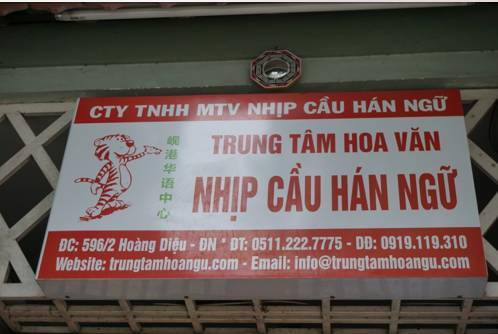 CTY TNHH MTV NHỊP CẦU HÁN NGỮ
岘港华语中心
TRUNG TÂM HOA VĂN
NHỊP CẦU HÁN NGỮ
ĐC: 596/2 Hoàng Diệu - ĐN * ĐT: 0511.222.7775 - DĐ: 0919.119.310
Website: trungtamhoangu.com - Email: info@trungtamhoangu.com